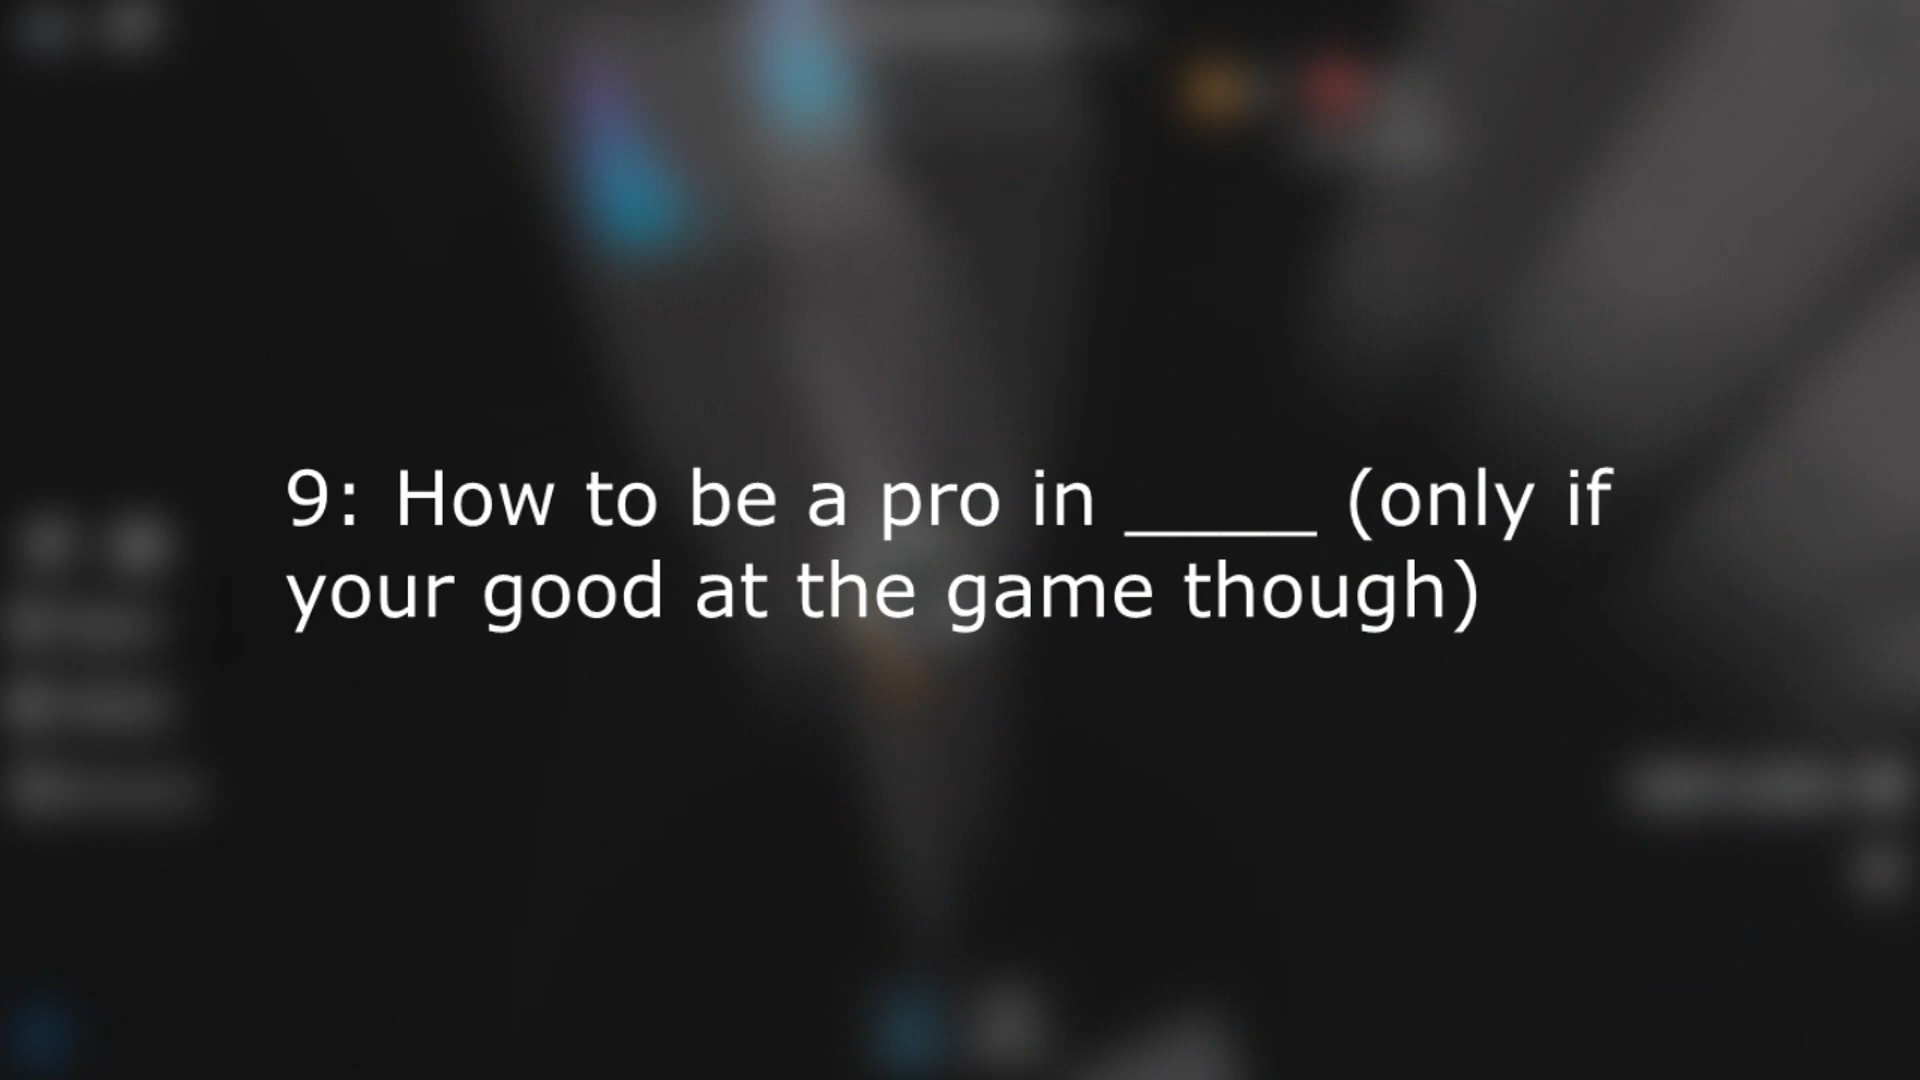 9: How to be a pro in _____ (only if
your good at the game though)